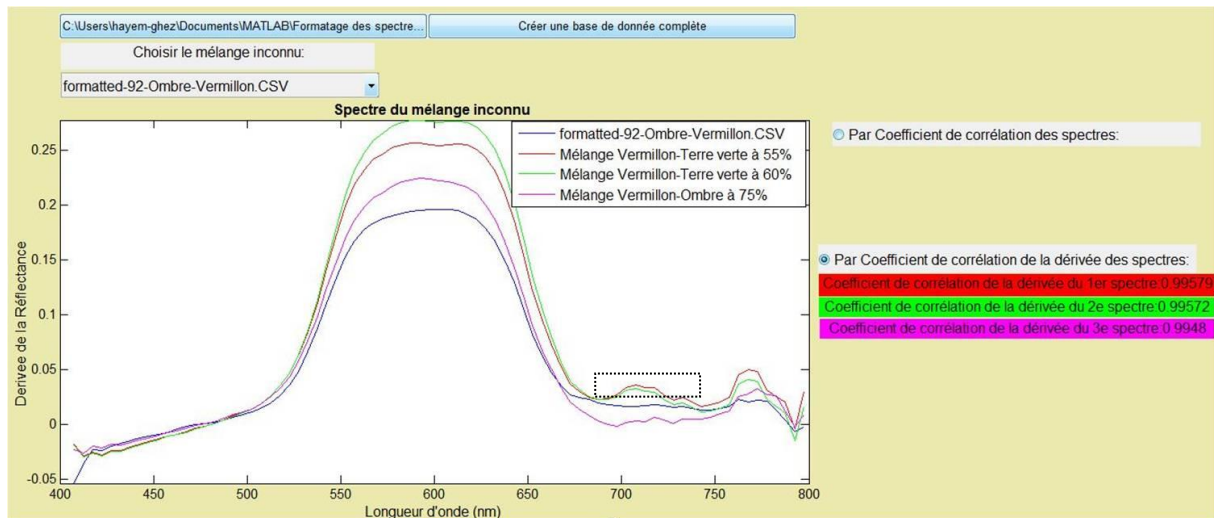 C:\Users\hayem-ghez\Documents\MATLAB\Formatage des spectre...
Créer une base de donnée complète
Choisir le mélange inconnu:
formatted-92-Ombre-Vermillon.CSV
Spectre du mélange inconnu
formatted-92-Ombre-Vermillon.CSV
Mélange Vermillon-Terre verte à 55%
Mélange Vermillon-Terre verte à 60%
Mélange Vermillon-Ombre à 75%
Par Coefficient de corrélation des spectres:
Par Coefficient de corrélation de la dérivée des spectres:
Coefficient de corrélation de la dérivée du 1er spectre:0.99579
Coefficient de corrélation de la dérivée du 2e spectre:0.99572
Coefficient de corrélation de la dérivée du 3e spectre:0.9948
Derivee de la Réflectance
0.25
0.2
0.15
0.1
0.05
0
-0.05
400 450 500 550 600 650 700 750 800
Longueur d'onde (nm)